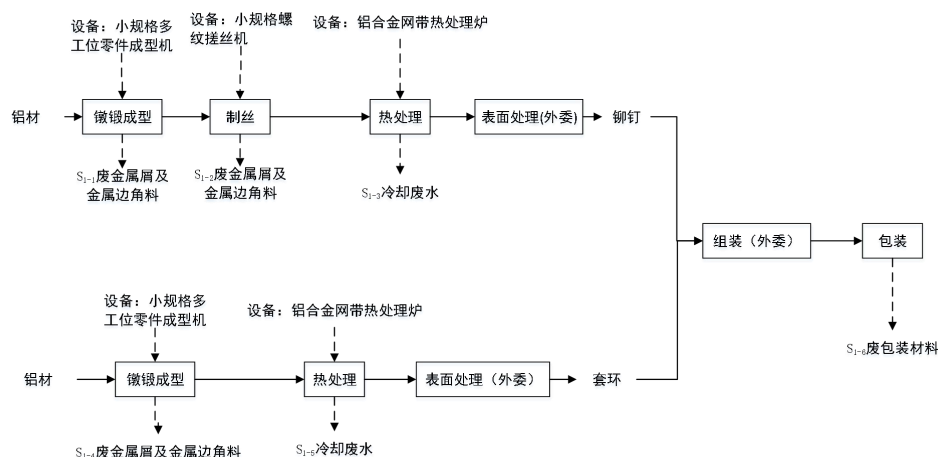 设备：小规格多
工位零件成型机
设备：小规格螺
纹搓丝机
设备：铝合金网带热处理炉
铝材
镦锻成型
制丝
热处理
表面处理(外委)
铆钉
S₁₋₁废金属屑及
金属边角料
S₁₋₂废金属屑及
金属边角料
S₁₋₃冷却废水
组装（外委）
包装
设备：小规格多
工位零件成型机
设备：铝合金网带热处理炉
S₁₋₆废包装材料
铝材
镦锻成型
热处理
表面处理（外委）
套环
S₁₋₄废金属屑及金属边角料
S₁₋₅冷却废水